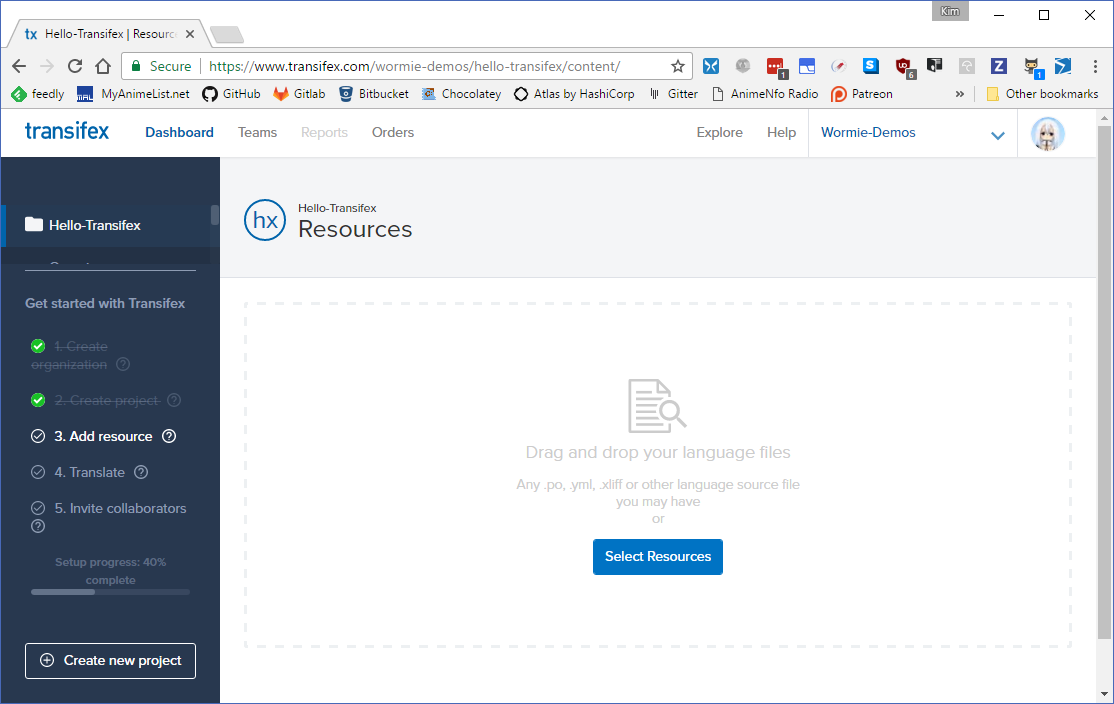 Kim
tx Hello-Transifex | Resourc
Secure https://www.transifex.com/wormie-demos/hello-transifex/content/
1 6 1
feedly MyAnimeList.net GitHub Gitlab Bitbucket Chocolatey Atlas by HashiCorp Gitter AnimeNfo Radio Patreon » Other bookmarks
transifex Dashboard Teams Reports Orders Explore Help Wormie-Demos
Hello-Transifex
hx
Hello-Transifex
Resources
Get started with Transifex
1. Create
organization
2. Create project
3. Add resource
4. Translate
5. Invite collaborators
Setup progress: 40%
complete
Create new project
Drag and drop your language files
Any .po, .yml, .xliff or other language source file
you may have
or
Select Resources